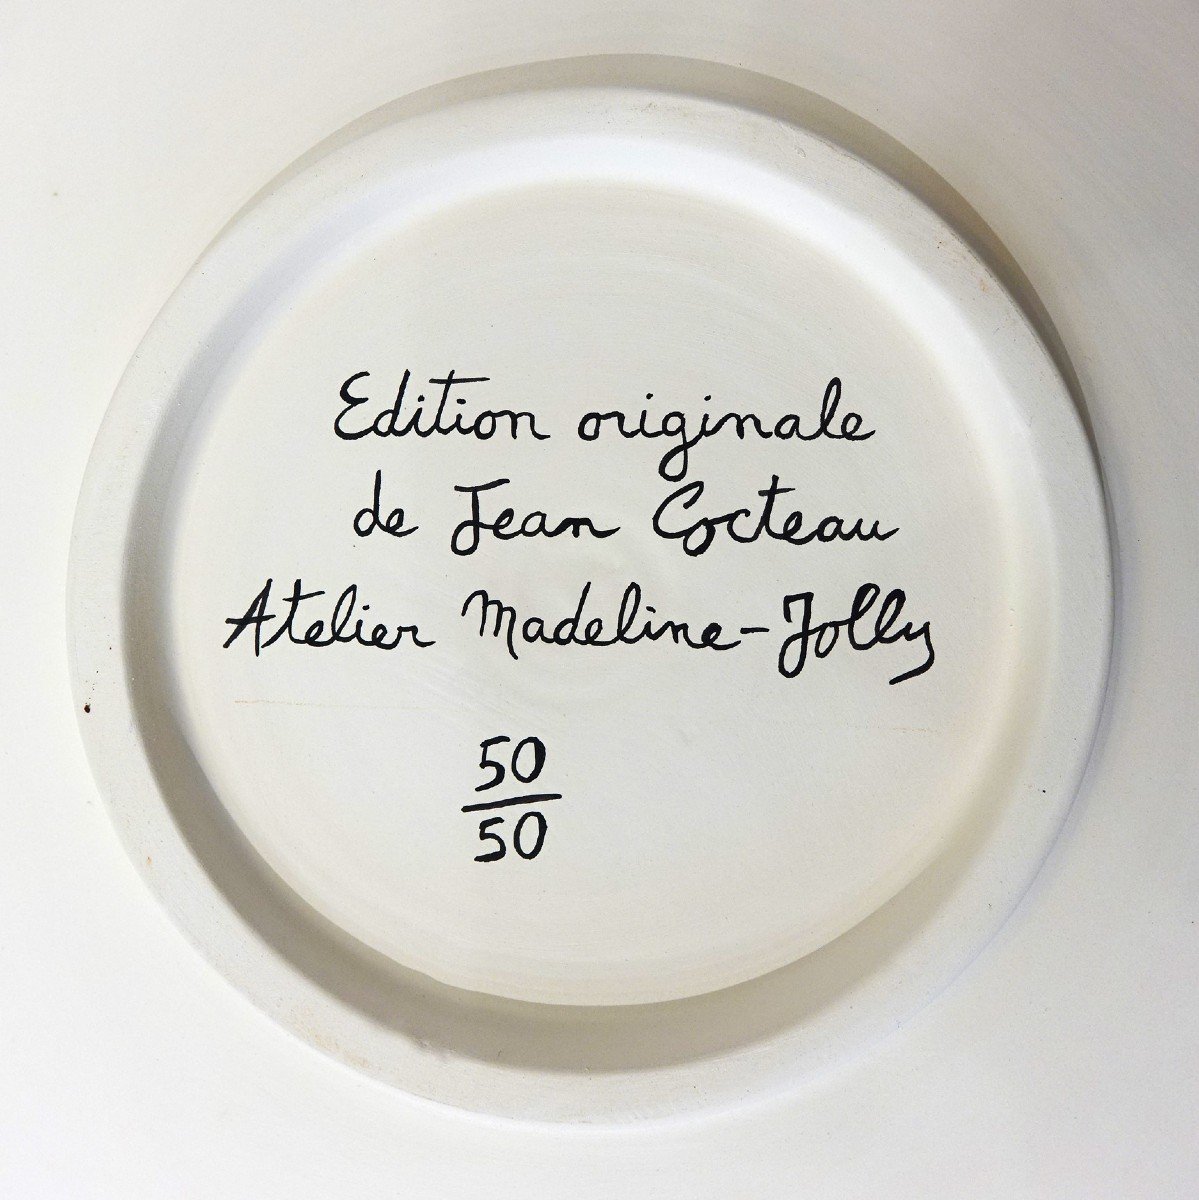 Edition originale
de Jean Cocteau
Atelier Madeline-Jolly
50
50